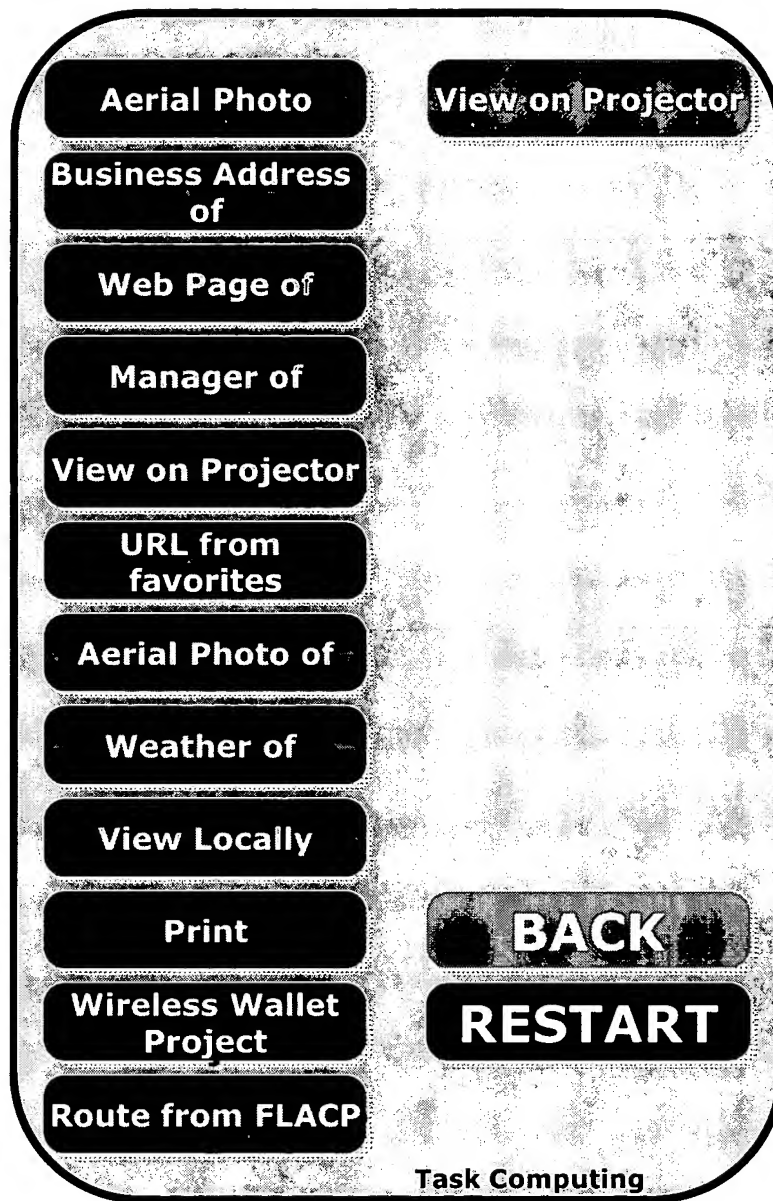 Aerial Photo
Business Address
of
Web Page of
Manager of
View on Projector
URL from
favorites
Aerial Photo of
Weather of
View Locally
Print
Wireless Wallet
Project
Route from FLACP
View on Projector
BACK
RESTART
Task Computing